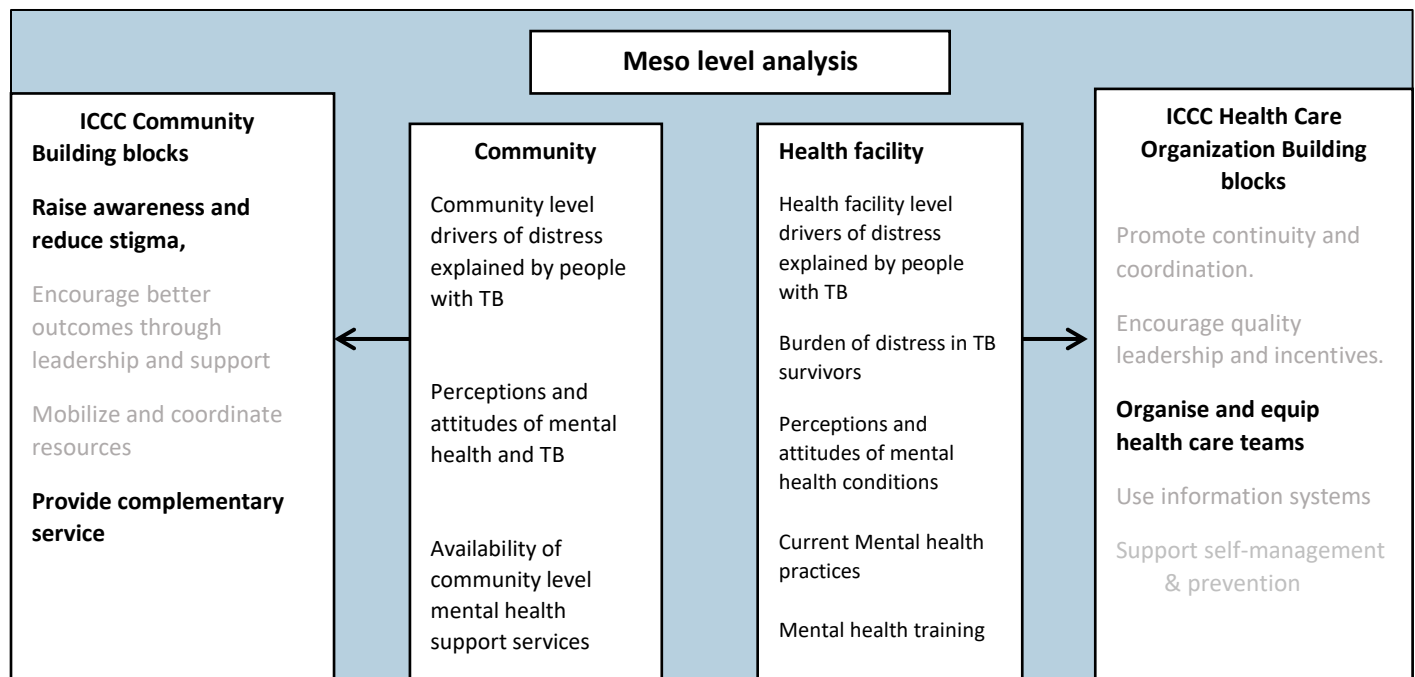 Meso level analysis
ICCC Community
Building blocks
Raise awareness and
reduce stigma,
Encourage better
outcomes through
leadership and support
Mobilize and coordinate
resources
Provide complementary
service
Community
Community level
drivers of distress
explained by people
with TB
Perceptions and
attitudes of mental
health and TB
Availability of
community level
mental health
support services
Health facility
Health facility level
drivers of distress
explained by people
with TB
Burden of distress in TB
survivors
Perceptions and
attitudes of mental
health conditions
Current Mental health
practices
Mental health training
ICCC Health Care
Organization Building
blocks
Promote continuity and
coordination.
Encourage quality
leadership and incentives.
Organise and equip
health care teams
Use information systems
Support self-management
& prevention